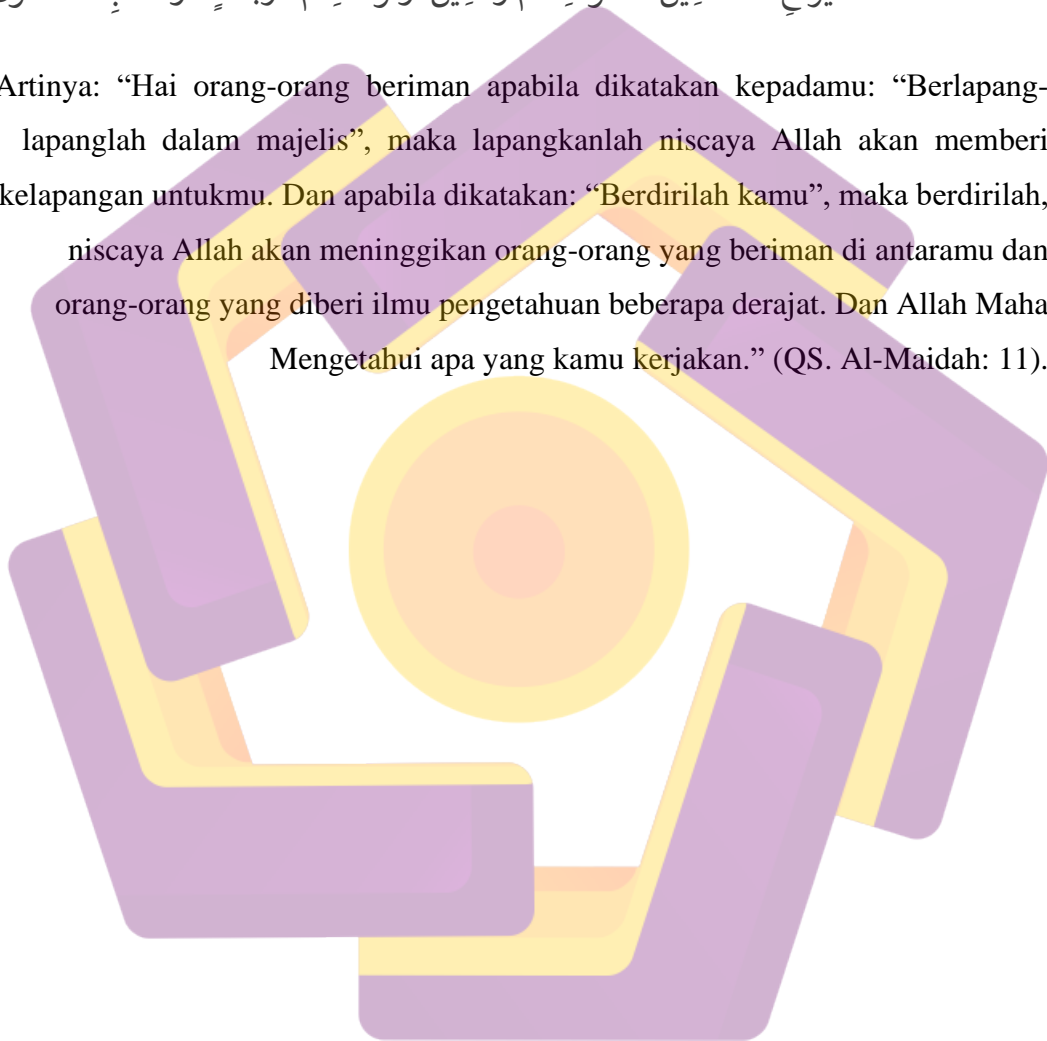 Artinya: “Hai orang-orang beriman apabila dikatakan kepadamu: “Berlapang-
lapanglah dalam majelis”, maka lapangkanlah niscaya Allah akan memberi
kelapangan untukmu. Dan apabila dikatakan: “Berdirilah kamu”, maka berdirilah,
niscaya Allah akan meninggikan orang-orang yang beriman di antaramu dan
orang-orang yang diberi ilmu pengetahuan beberapa derajat. Dan Allah Maha
Mengetahui apa yang kamu kerjakan.” (QS. Al-Maidah: 11).